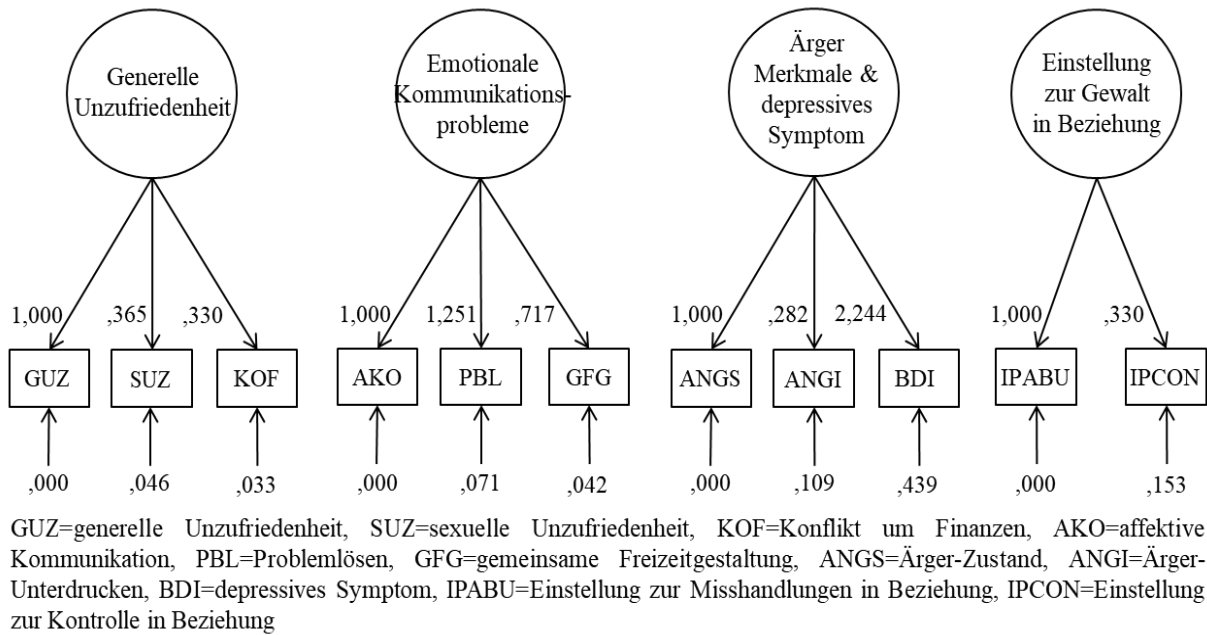 Generelle
Unzufriedenheit
Emotionale
Kommunikations-
probleme
Ärger
Merkmale &
depressives
Symptom
Einstellung
zur Gewalt
in Beziehung
1,000 ,365 ,330 1,000 1,251 ,717 1,000 ,282 2,244 1,000 ,330
GUZ SUZ KOF AKO PBL GFG ANGS ANGI BDI IPABU IPCON
,000 ,046 ,033 ,000 ,071 ,042 ,000 ,109 ,439 ,000 ,153
GUZ=generelle Unzufriedenheit, SUZ=sexuelle Unzufriedenheit, KOF=Konflikt um Finanzen, AKO=affektive
Kommunikation, PBL=Problemlösen, GFG=gemeinsame Freizeitgestaltung, ANGS=Ärger-Zustand, ANGI=Ärger-
Unterdrucken, BDI=depressives Symptom, IPABU=Einstellung zur Misshandlungen in Beziehung, IPCON=Einstellung
zur Kontrolle in Beziehung